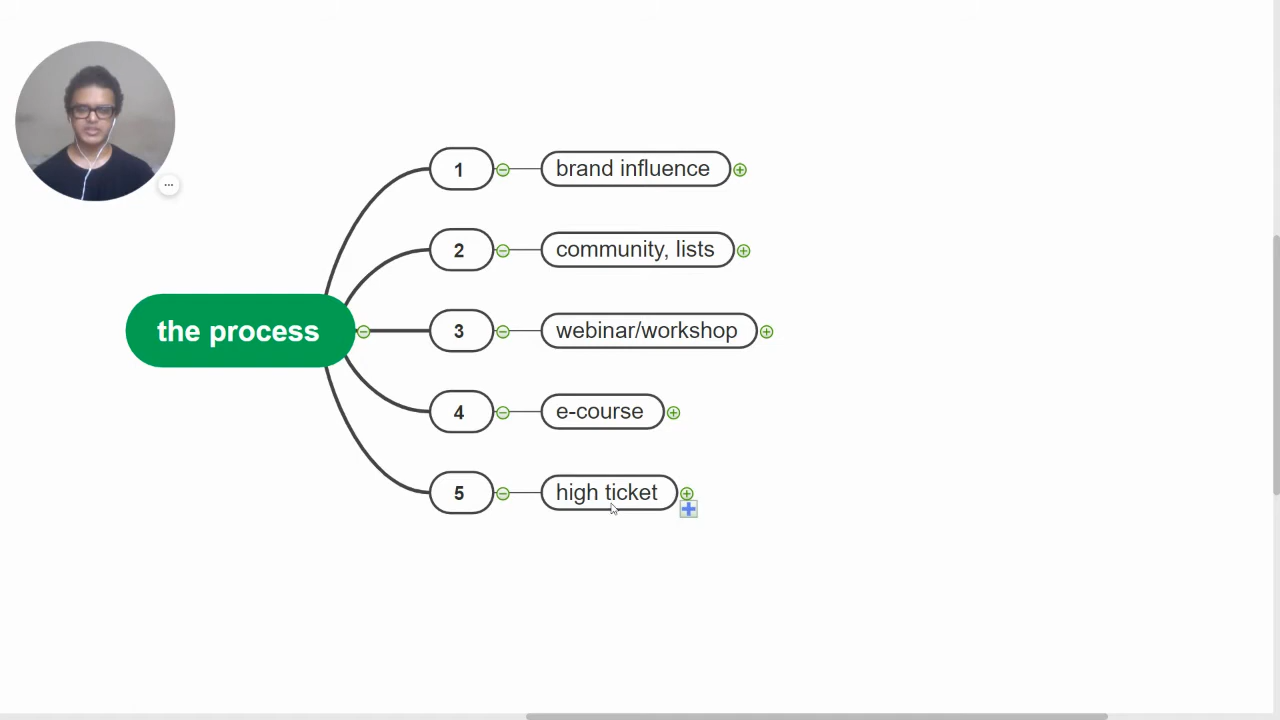 1
brand influence
2
community, lists
the process
3
webinar/workshop
4
e-course
5
high ticket